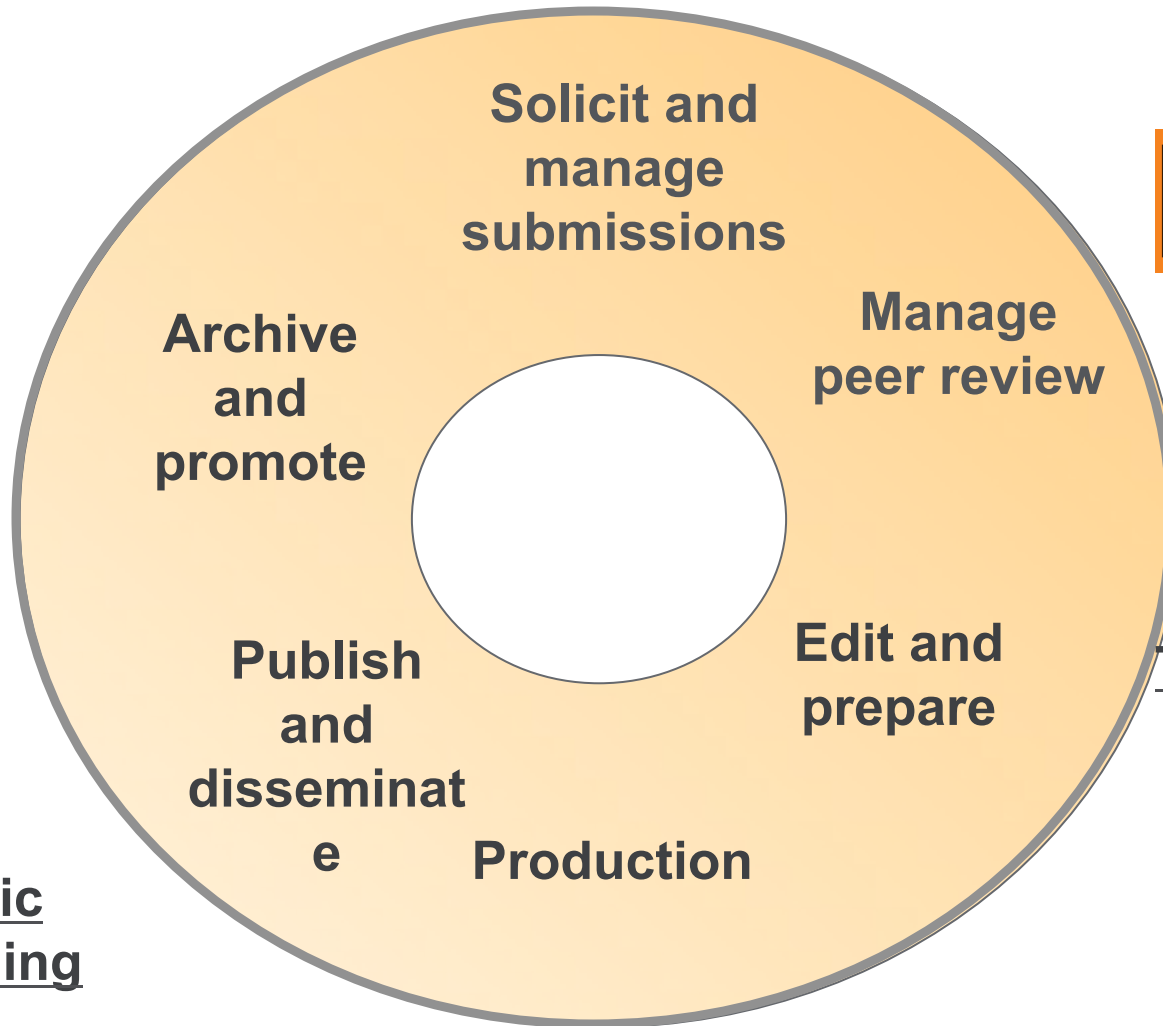 Solicit and
manage
submissions
Manage
peer review
Edit and
prepare
Production
Publish
and
disseminat
e
Archive
and
promote
ic
ing